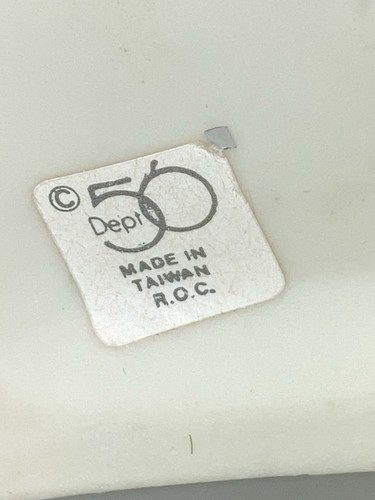 © Dept 56
MADE IN
TAIWAN
R.O.C.